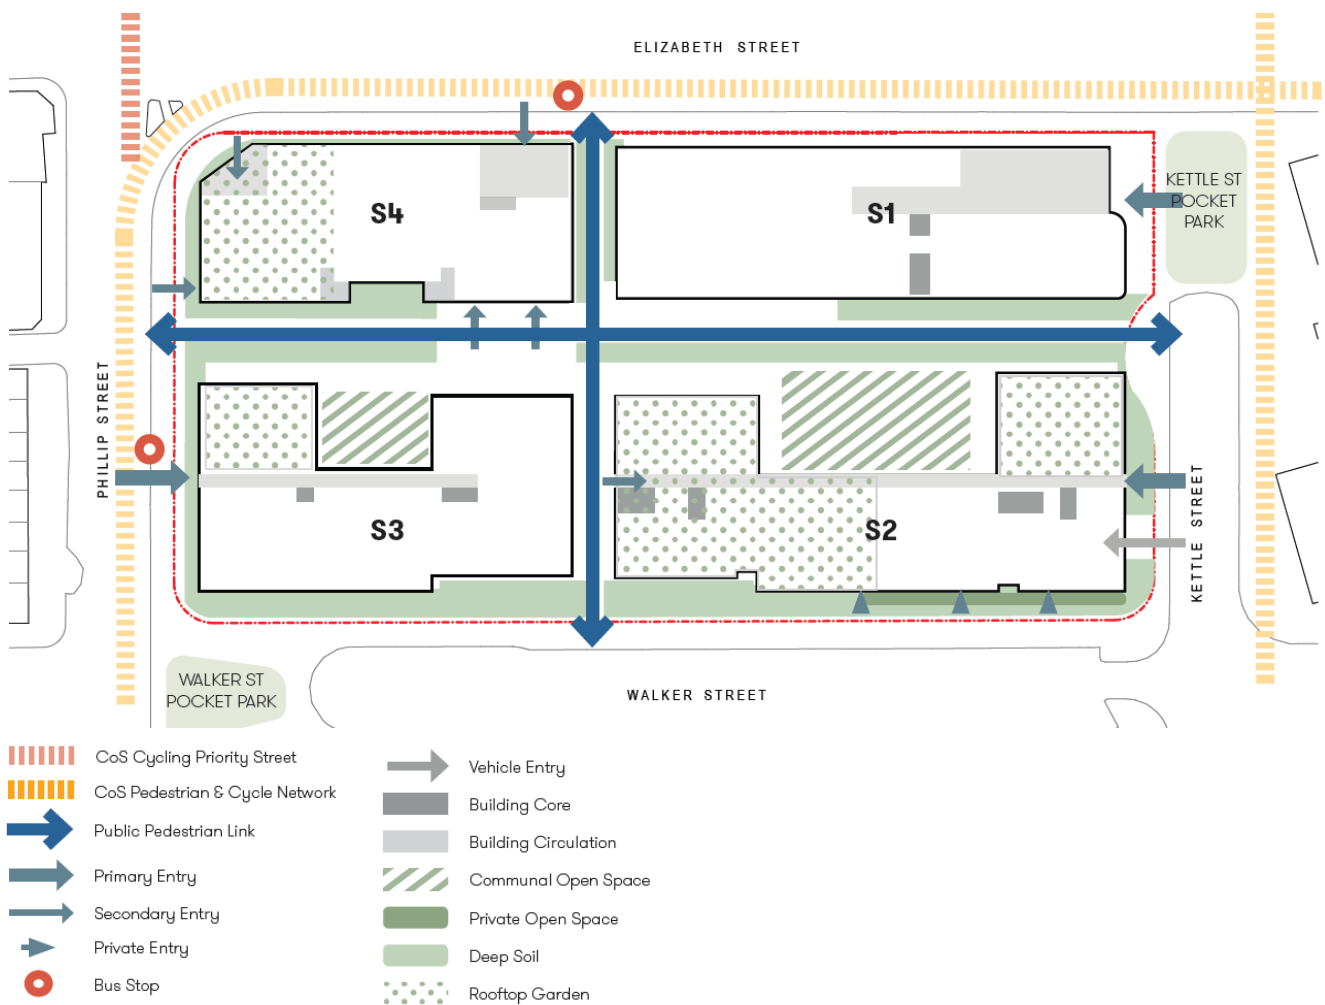 ELIZABETH STREET
KETTLE ST
POCKET
PARK
S4
S1
PHILLIP STREET
S3
S2
KETTLE STREET
WALKER ST
POCKET PARK
WALKER STREET
CoS Cycling Priority Street
CoS Pedestrian & Cycle Network
Public Pedestrian Link
Primary Entry
Secondary Entry
Private Entry
Bus Stop
Vehicle Entry
Building Core
Building Circulation
Communal Open Space
Private Open Space
Deep Soil
Rooftop Garden